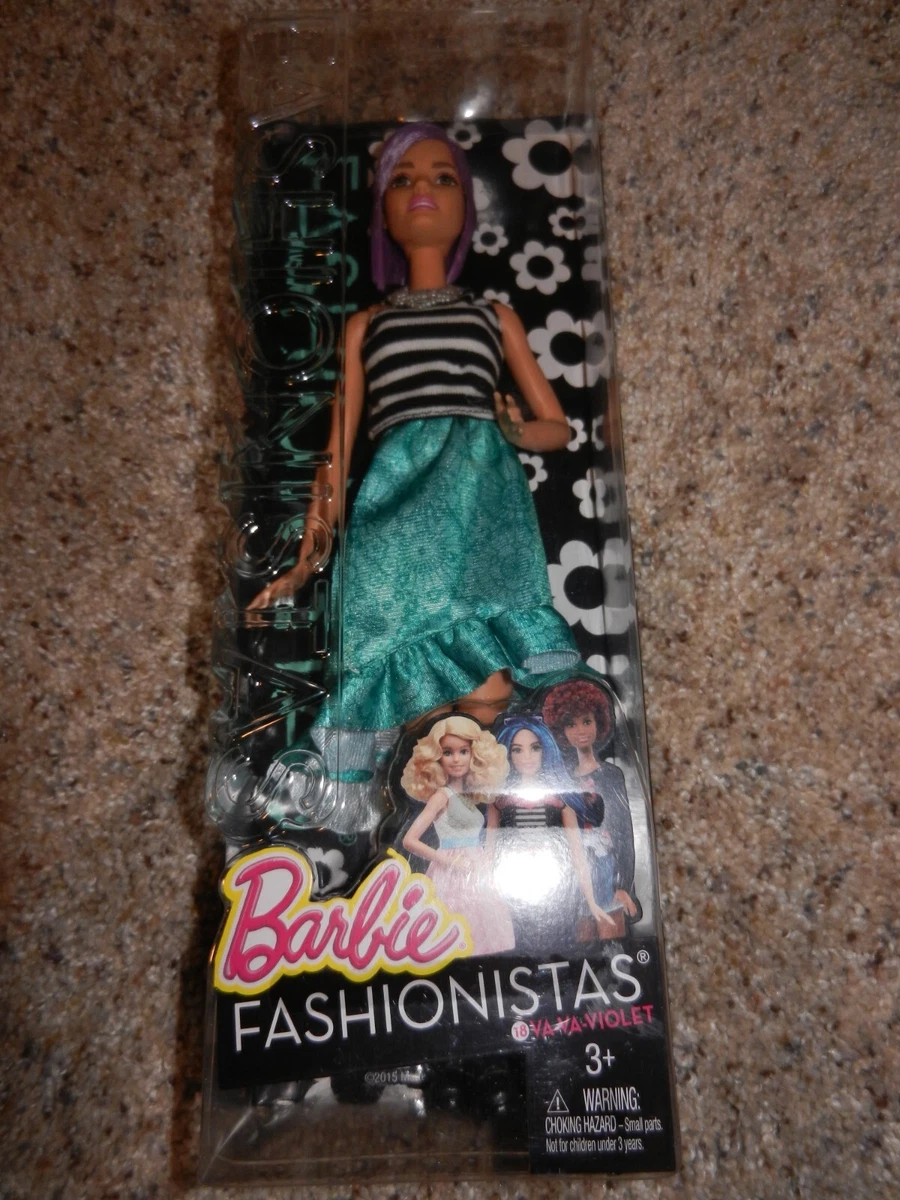 FASHIONISTAS
Barbie
FASHIONISTAS®
18 VA-VA-VIOLET
3+
©2015
⚠ WARNING:
CHOKING HAZARD – Small parts.
Not for children under 3 years.